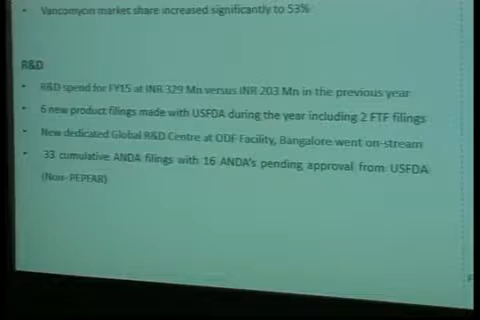 • Vancomycin market share increased significantly to 53%
R&D
• R&D spend for FY15 at INR 329 Mn versus INR 203 Mn in the previous year
• 6 new product filings made with USFDA during the year including 2 FTF filings
• New dedicated Global R&D Centre at ODF Facility, Bangalore went on-stream
• 33 cumulative ANDA filings with 16 ANDA's pending approval from USFDA
(Non-PEPFAR)